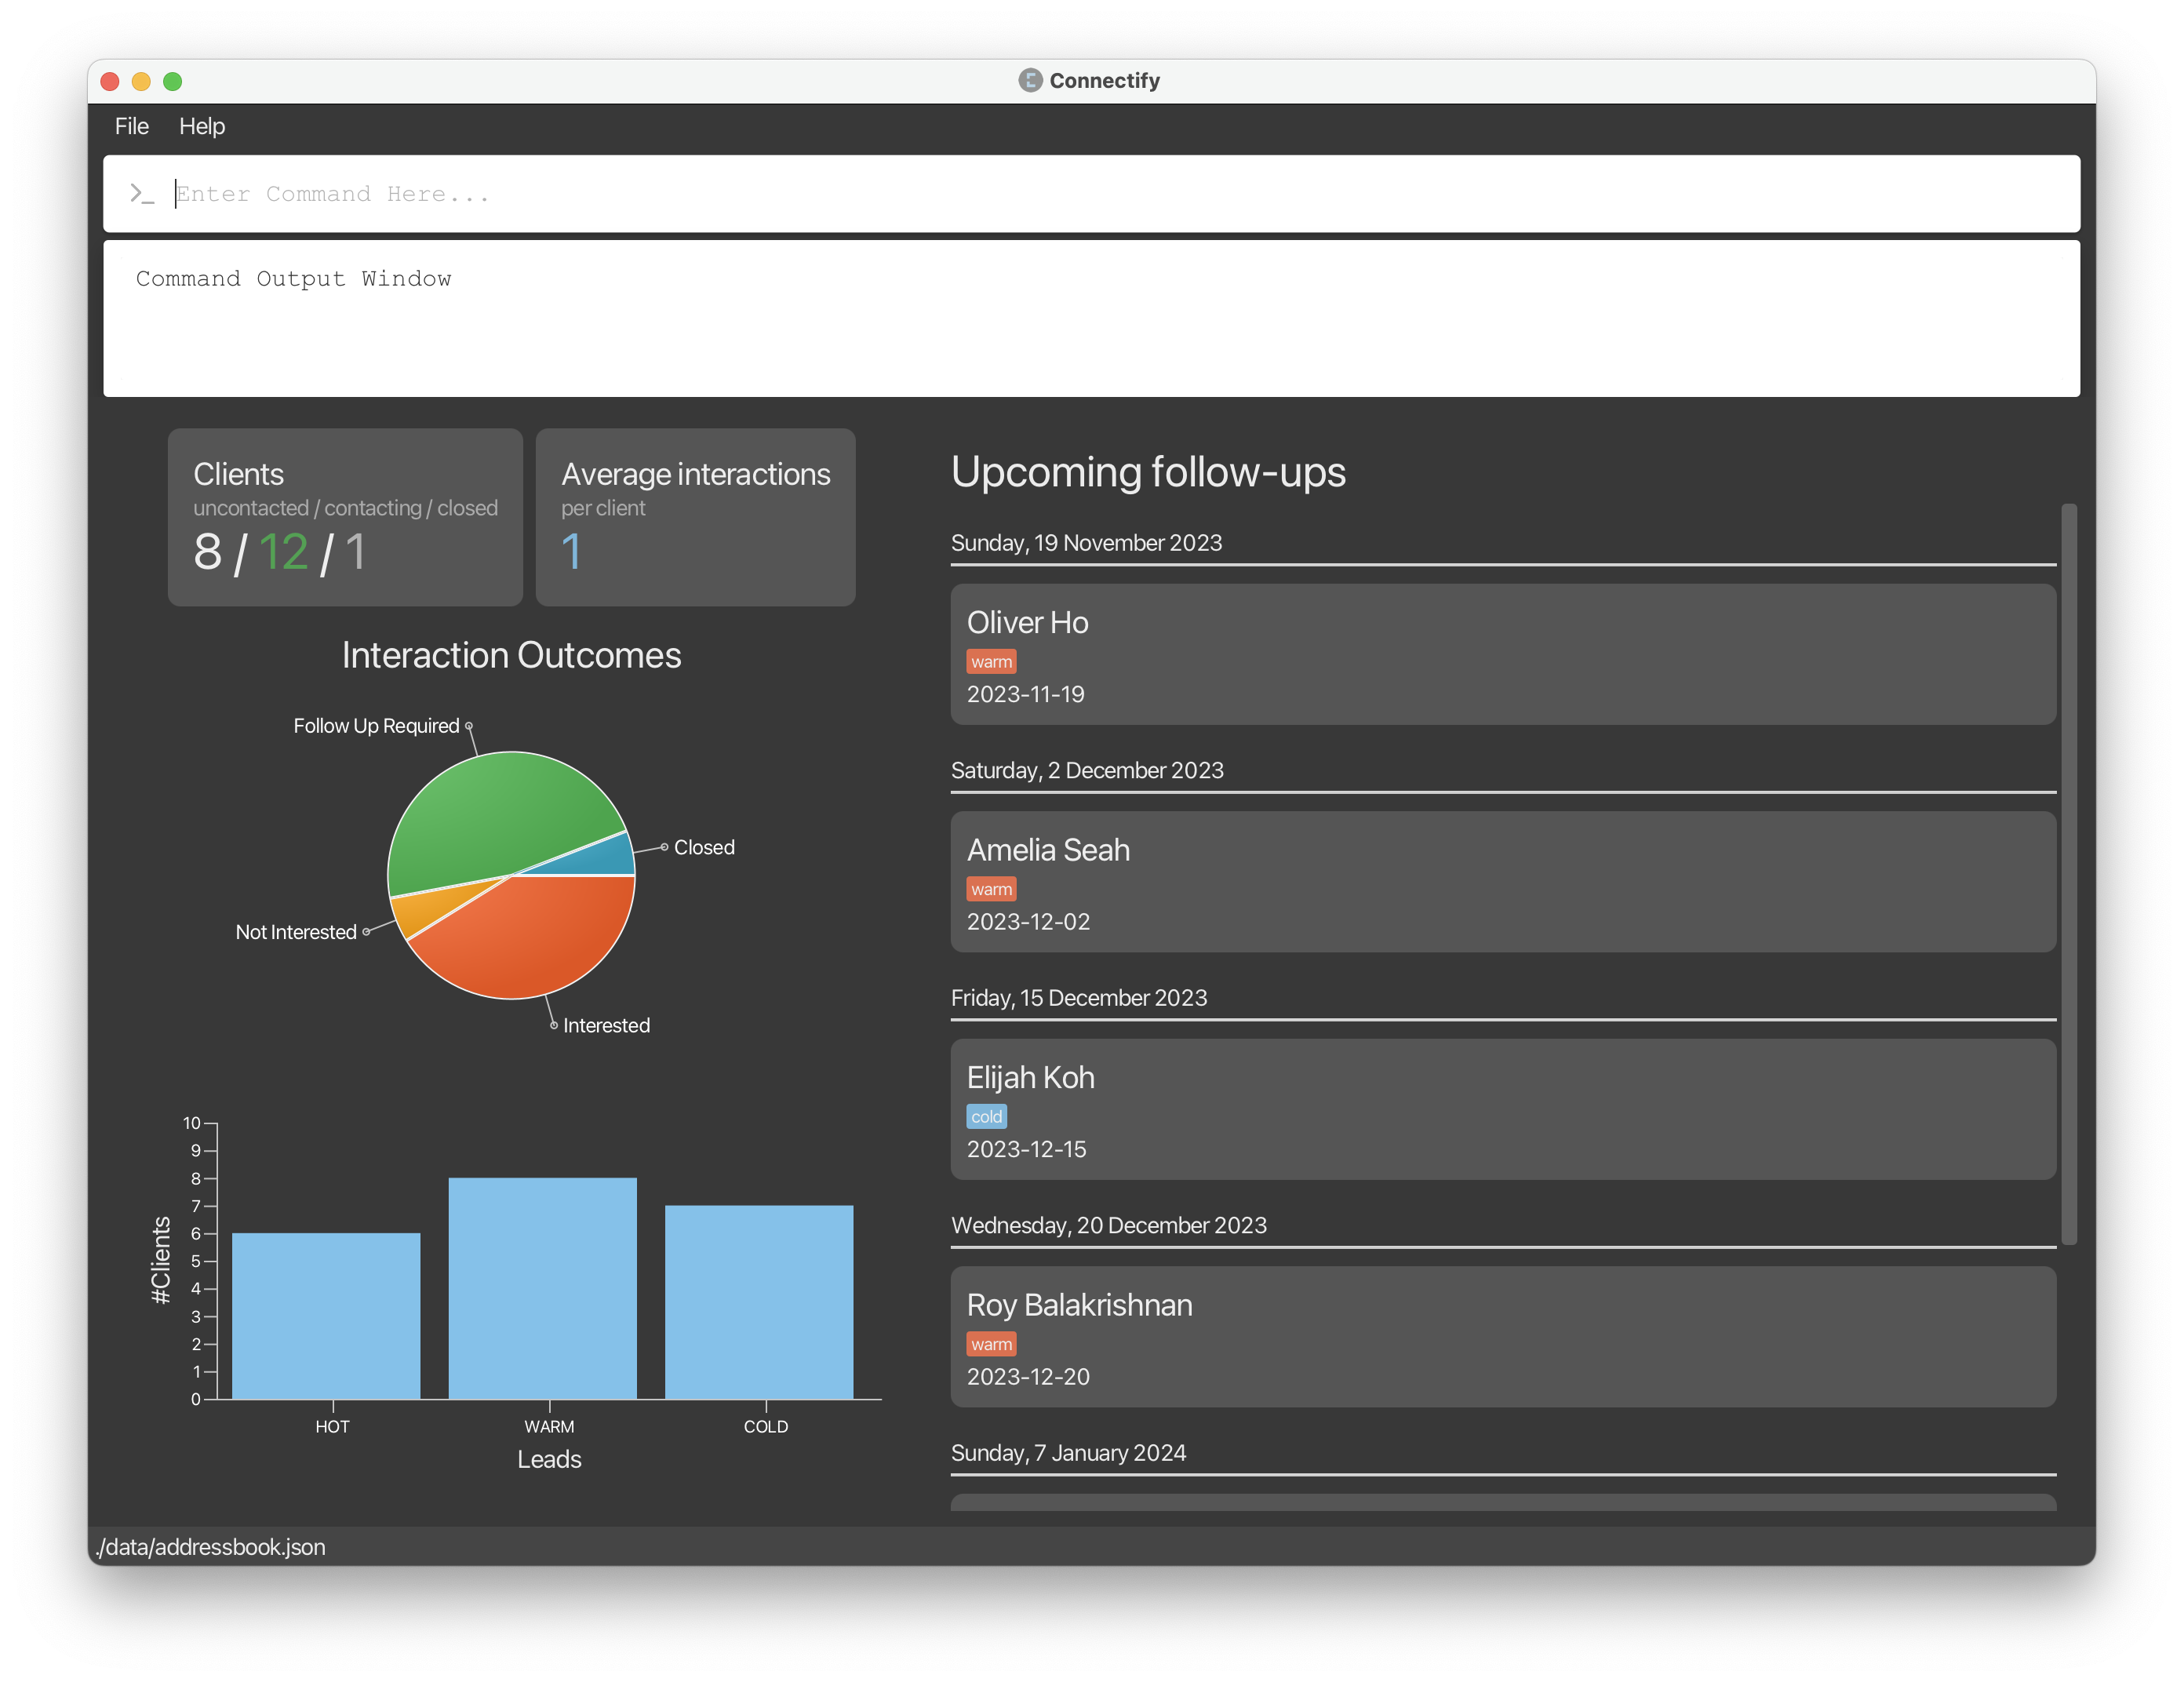 Connectify
File Help
Enter Command Here...
Command Output Window
Clients
uncontacted / contacting / closed
8 / 12 / 1
Average interactions
per client
1
Interaction Outcomes
Follow Up Required
Closed
Not Interested
Interested
10
9
8
7
6
5
4
3
2
1
0
#Clients
HOT WARM COLD
Leads
Upcoming follow-ups
Sunday, 19 November 2023
Oliver Ho
warm
2023-11-19
Saturday, 2 December 2023
Amelia Seah
warm
2023-12-02
Friday, 15 December 2023
Elijah Koh
cold
2023-12-15
Wednesday, 20 December 2023
Roy Balakrishnan
warm
2023-12-20
Sunday, 7 January 2024
./data/addressbook.json